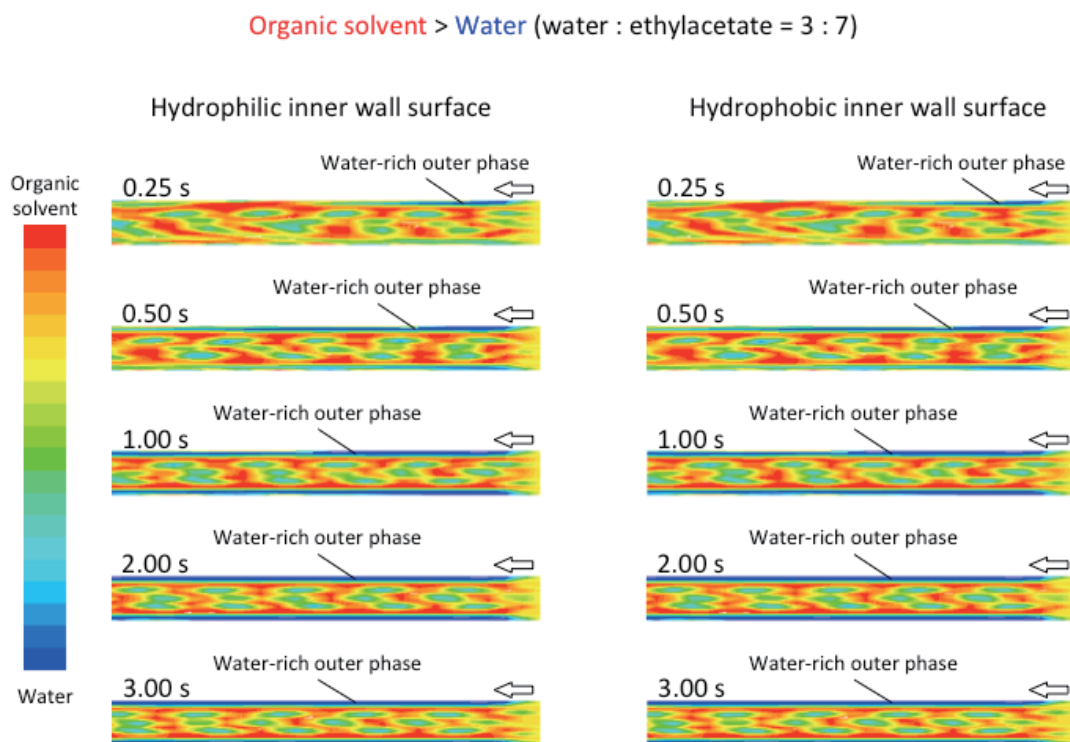 Organic solvent > Water (water : ethylacetate = 3 : 7)
Hydrophilic inner wall surface
Hydrophobic inner wall surface
Organic
solvent
Water
Water-rich outer phase
0.25 s
Water-rich outer phase
0.50 s
Water-rich outer phase
1.00 s
Water-rich outer phase
2.00 s
Water-rich outer phase
3.00 s
Water-rich outer phase
0.25 s
Water-rich outer phase
0.50 s
Water-rich outer phase
1.00 s
Water-rich outer phase
2.00 s
Water-rich outer phase
3.00 s